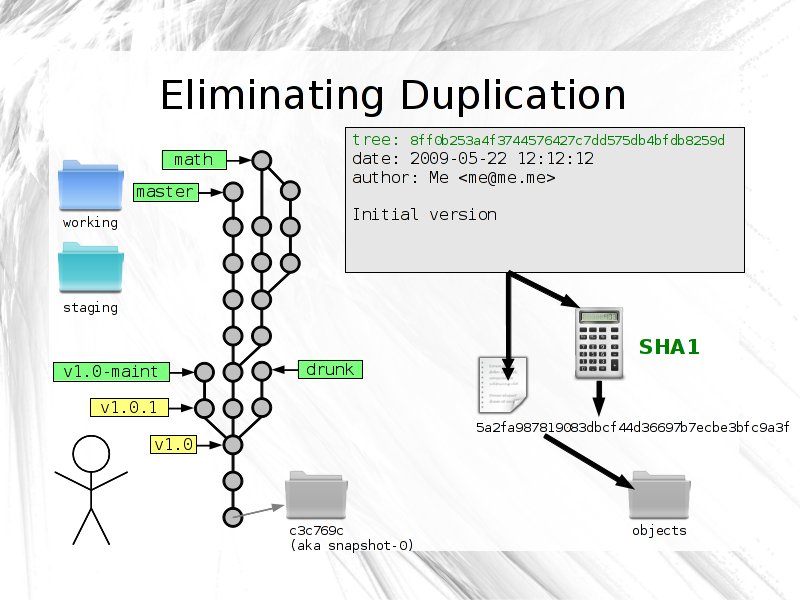 Eliminating Duplication
tree: 8ff0b253a4f3744576427c7dd575db4bfdb8259d
date: 2009-05-22 12:12:12
author: Me <me@me.me>
Initial version
math
master
working
staging
v1.0-maint
drunk
v1.0.1
v1.0
SHA1
5a2fa987819083dbcf44d36697b7ecbe3bfc9a3f
c3c769c
(aka snapshot-0)
objects